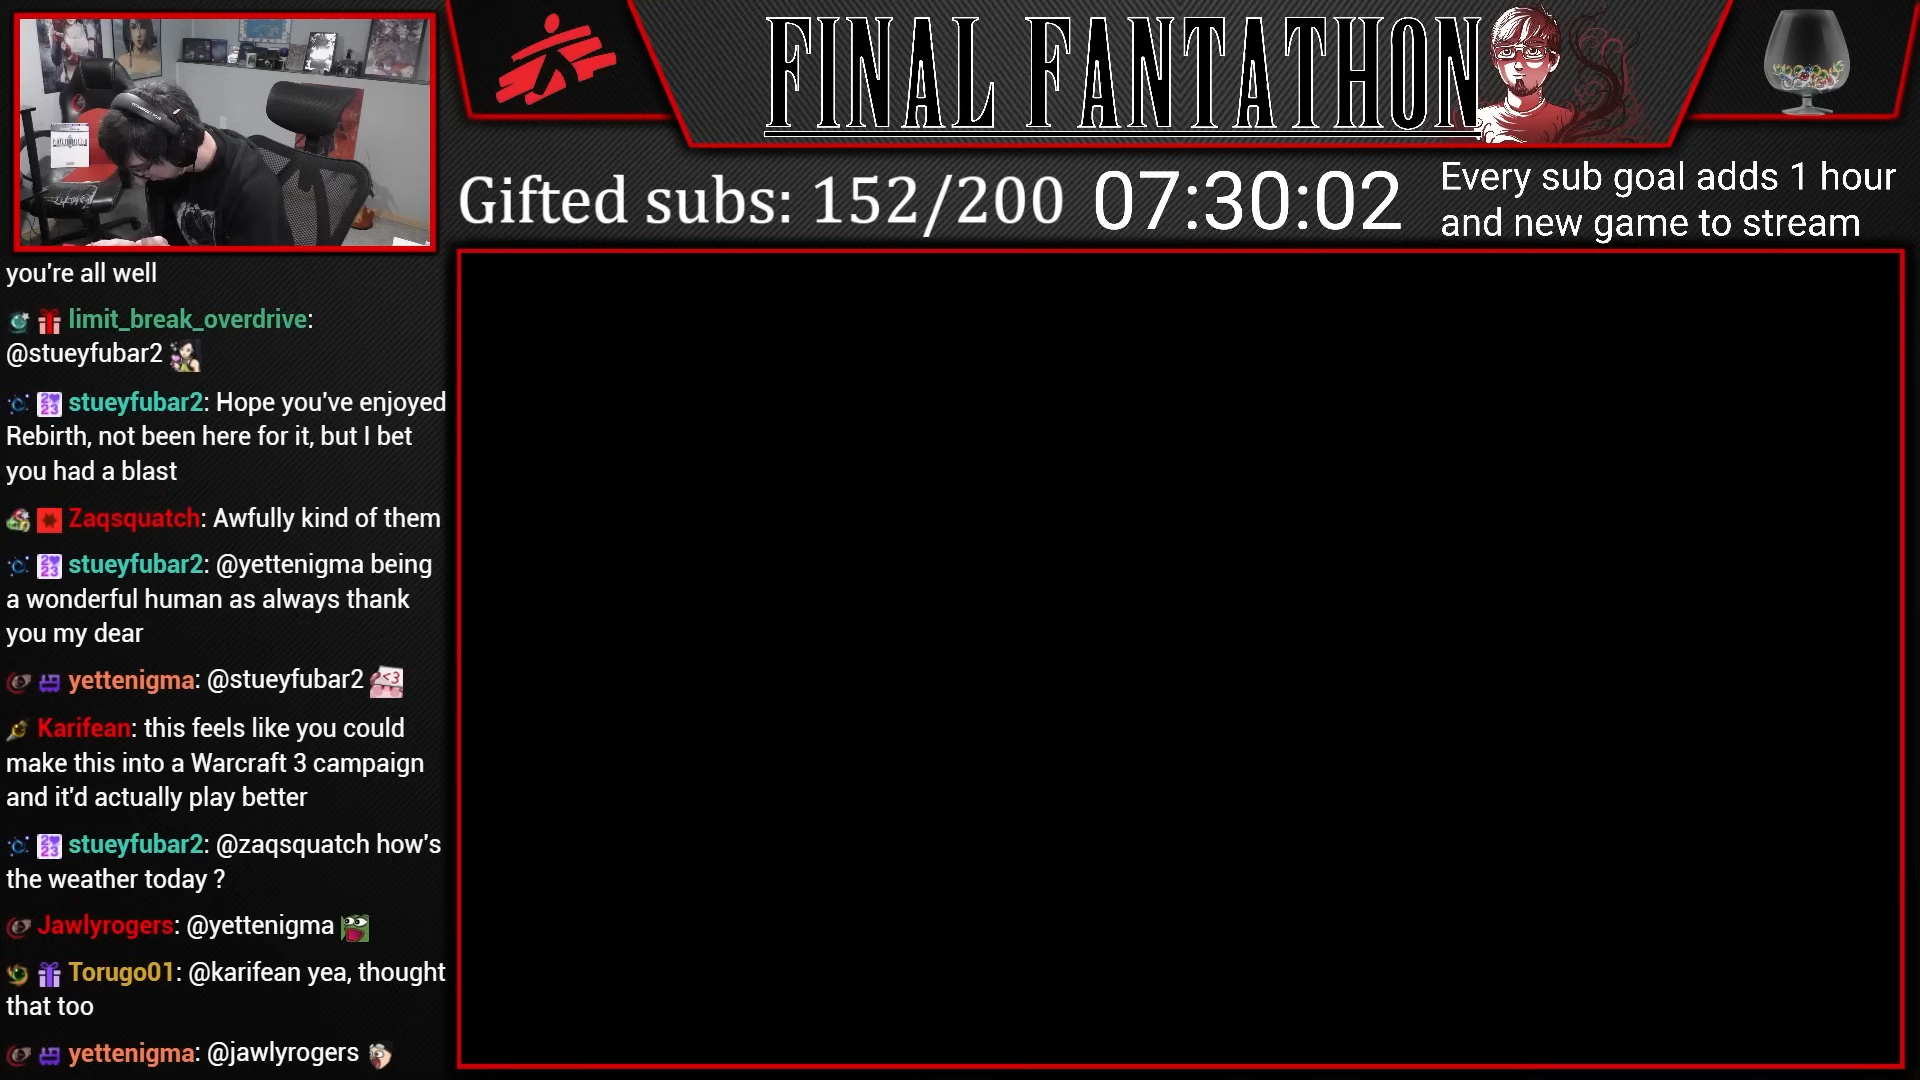 FINAL FANTATHON
Gifted subs: 152/200
07:30:02
Every sub goal adds 1 hour
and new game to stream
you're all well
limit_break_overdrive:
@stueyfubar2
stueyfubar2: Hope you've enjoyed
Rebirth, not been here for it, but I bet
you had a blast
Zaqsquatch: Awfully kind of them
stueyfubar2: @yettenigma being
a wonderful human as always thank
you my dear
yettenigma: @stueyfubar2 <3
Karifean: this feels like you could
make this into a Warcraft 3 campaign
and it'd actually play better
stueyfubar2: @zaqsquatch how's
the weather today ?
Jawlyrogers: @yettenigma
Torugo01: @karifean yea, thought
that too
yettenigma: @jawlyrogers